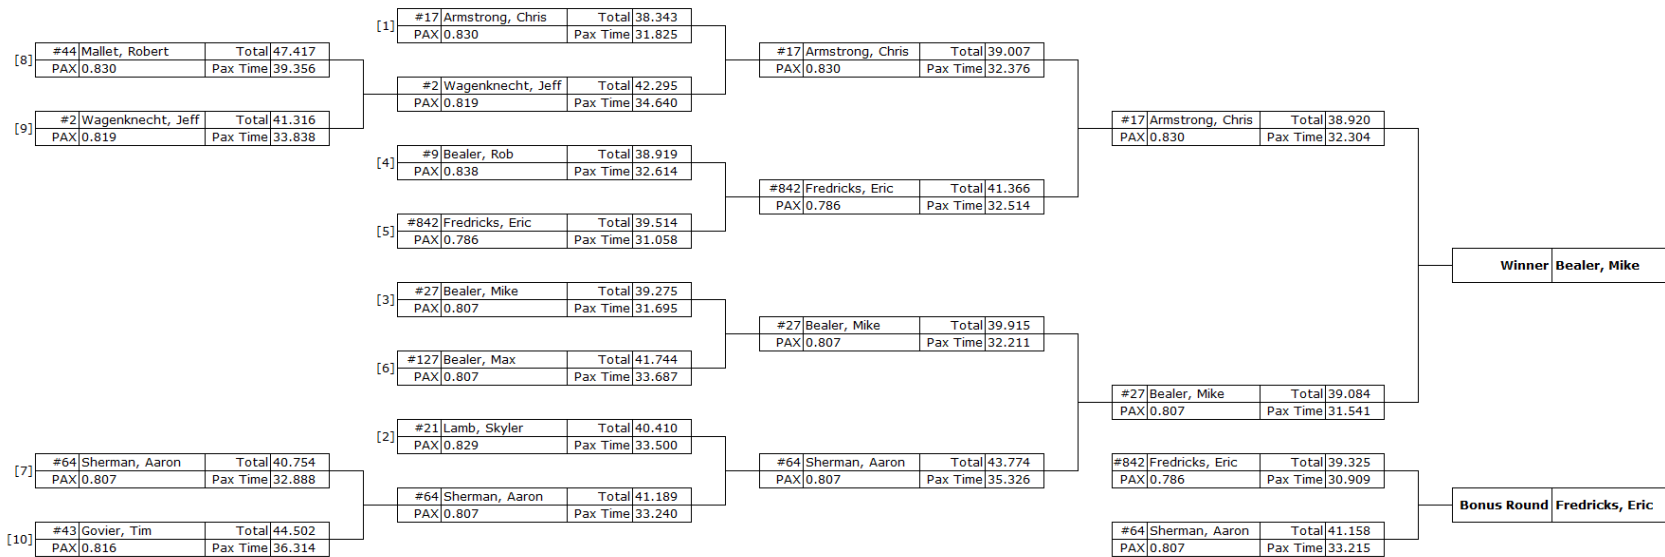 [8] #44 Mallet, Robert Total 47.417
PAX 0.830 Pax Time 39.356
[9] #2 Wagenknecht, Jeff Total 41.316
PAX 0.819 Pax Time 33.838
[7] #64 Sherman, Aaron Total 40.754
PAX 0.807 Pax Time 32.888
[10] #43 Govier, Tim Total 44.502
PAX 0.816 Pax Time 36.314
[1] #17 Armstrong, Chris Total 38.343
PAX 0.830 Pax Time 31.825
#2 Wagenknecht, Jeff Total 42.295
PAX 0.819 Pax Time 34.640
[4] #9 Bealer, Rob Total 38.919
PAX 0.838 Pax Time 32.614
[5] #842 Fredricks, Eric Total 39.514
PAX 0.786 Pax Time 31.058
[3] #27 Bealer, Mike Total 39.275
PAX 0.807 Pax Time 31.695
[6] #127 Bealer, Max Total 41.744
PAX 0.807 Pax Time 33.687
[2] #21 Lamb, Skyler Total 40.410
PAX 0.829 Pax Time 33.500
#64 Sherman, Aaron Total 41.189
PAX 0.807 Pax Time 33.240
#17 Armstrong, Chris Total 39.007
PAX 0.830 Pax Time 32.376
#842 Fredricks, Eric Total 41.366
PAX 0.786 Pax Time 32.514
#27 Bealer, Mike Total 39.915
PAX 0.807 Pax Time 32.211
#64 Sherman, Aaron Total 43.774
PAX 0.807 Pax Time 35.326
#17 Armstrong, Chris Total 38.920
PAX 0.830 Pax Time 32.304
#27 Bealer, Mike Total 39.084
PAX 0.807 Pax Time 31.541
#842 Fredricks, Eric Total 39.325
PAX 0.786 Pax Time 30.909
#64 Sherman, Aaron Total 41.158
PAX 0.807 Pax Time 33.215
Winner Bealer, Mike
Bonus Round Fredricks, Eric